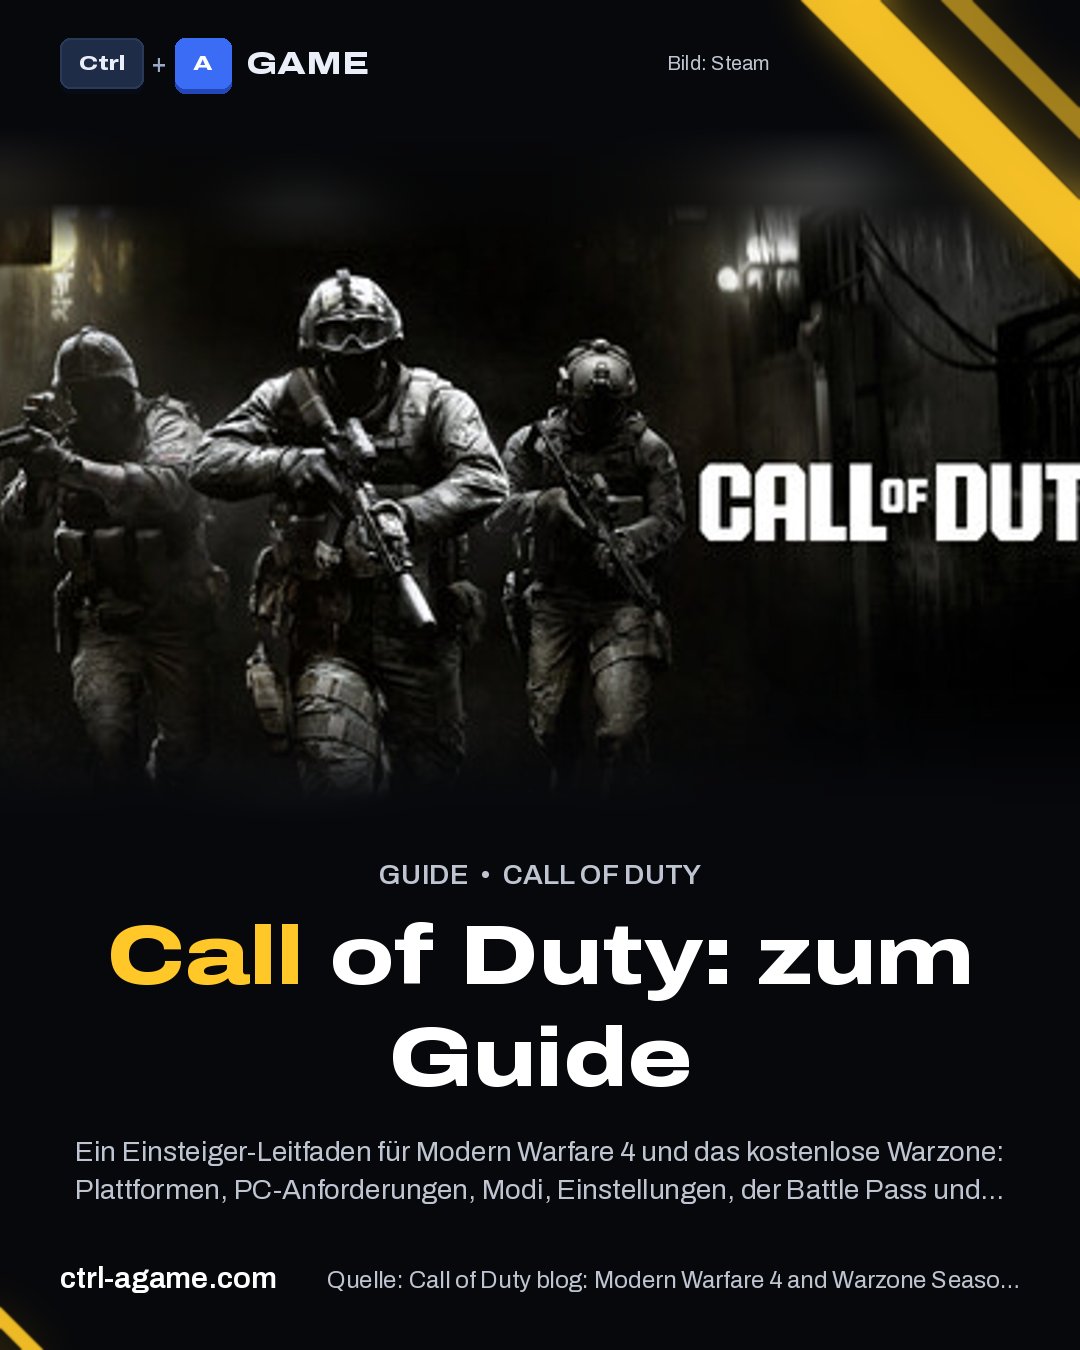 Ctrl + A GAME
Bild: Steam
CALL OF DUT
GUIDE • CALL OF DUTY
Call of Duty: zum
Guide
Ein Einsteiger-Leitfaden für Modern Warfare 4 und das kostenlose Warzone:
Plattformen, PC-Anforderungen, Modi, Einstellungen, der Battle Pass und...
ctrl-agame.com
Quelle: Call of Duty blog: Modern Warfare 4 and Warzone Seaso...